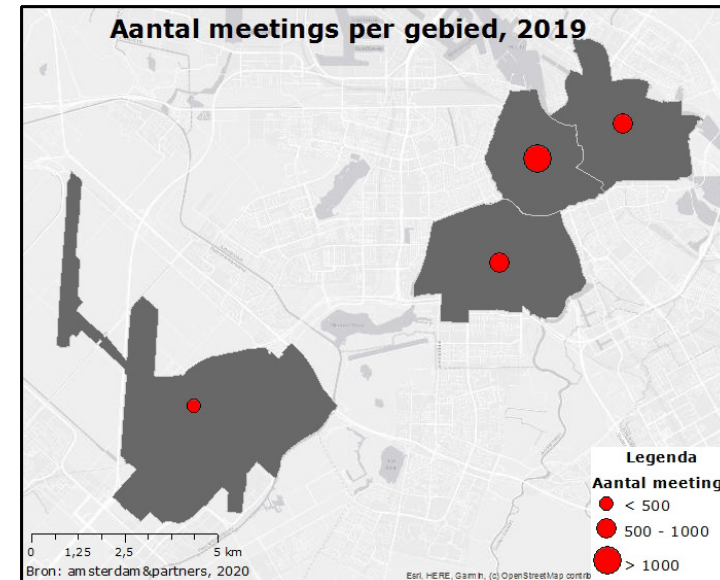 Aantal meetings per gebied, 2019
Legenda
Aantal meeting
< 500
500 - 1000
> 1000
0 1,25 2,5 5 km
Bron: amsterdam&partners, 2020
Esri, HERE, Garmin, (c) OpenStreetMap contrib